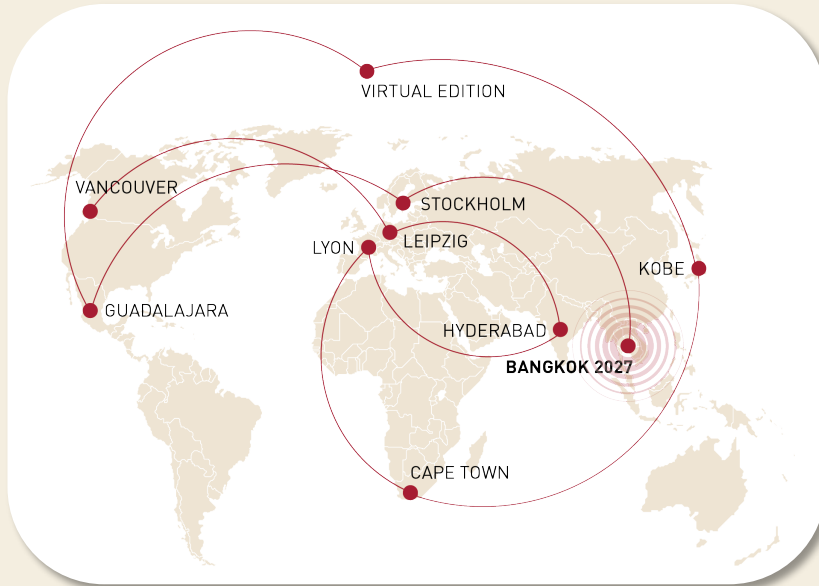 VIRTUAL EDITION
VANCOUVER
STOCKHOLM
LEIPZIG
LYON
KOBE
GUADALAJARA
HYDERABAD
BANGKOK 2027
CAPE TOWN